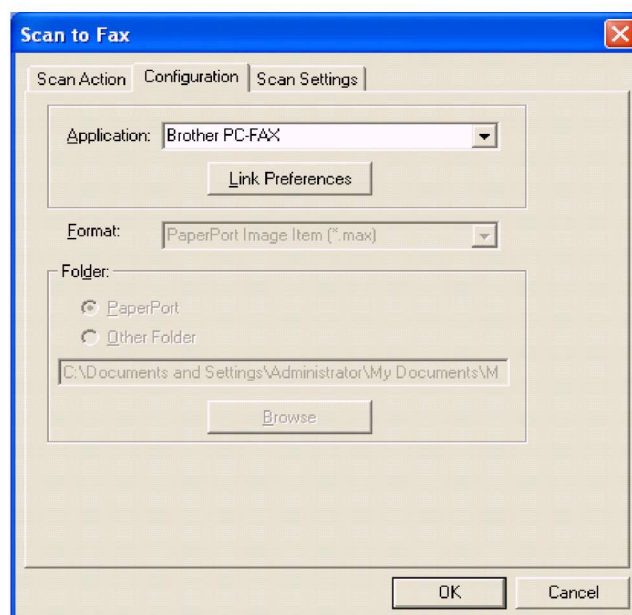 Scan to Fax
Scan Action Configuration Scan Settings
Application: Brother PC-FAX
Link Preferences
Format: PaperPort Image Item (*.max)
Folder:
PaperPort
Other Folder
C:\Documents and Settings\Administrator\My Documents\M
Browse
OK Cancel